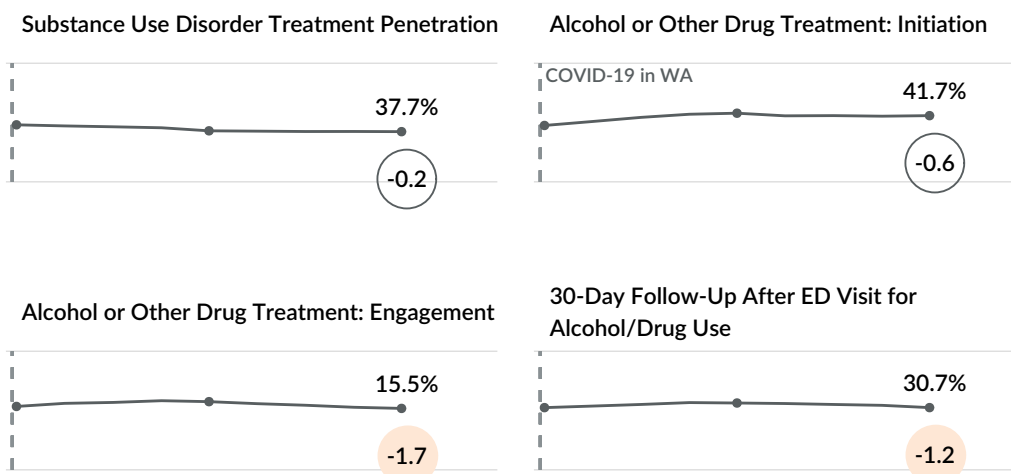 Substance Use Disorder Treatment Penetration
37.7%
-0.2
Alcohol or Other Drug Treatment: Initiation
COVID-19 in WA
41.7%
-0.6
Alcohol or Other Drug Treatment: Engagement
15.5%
-1.7
30-Day Follow-Up After ED Visit for
Alcohol/Drug Use
30.7%
-1.2